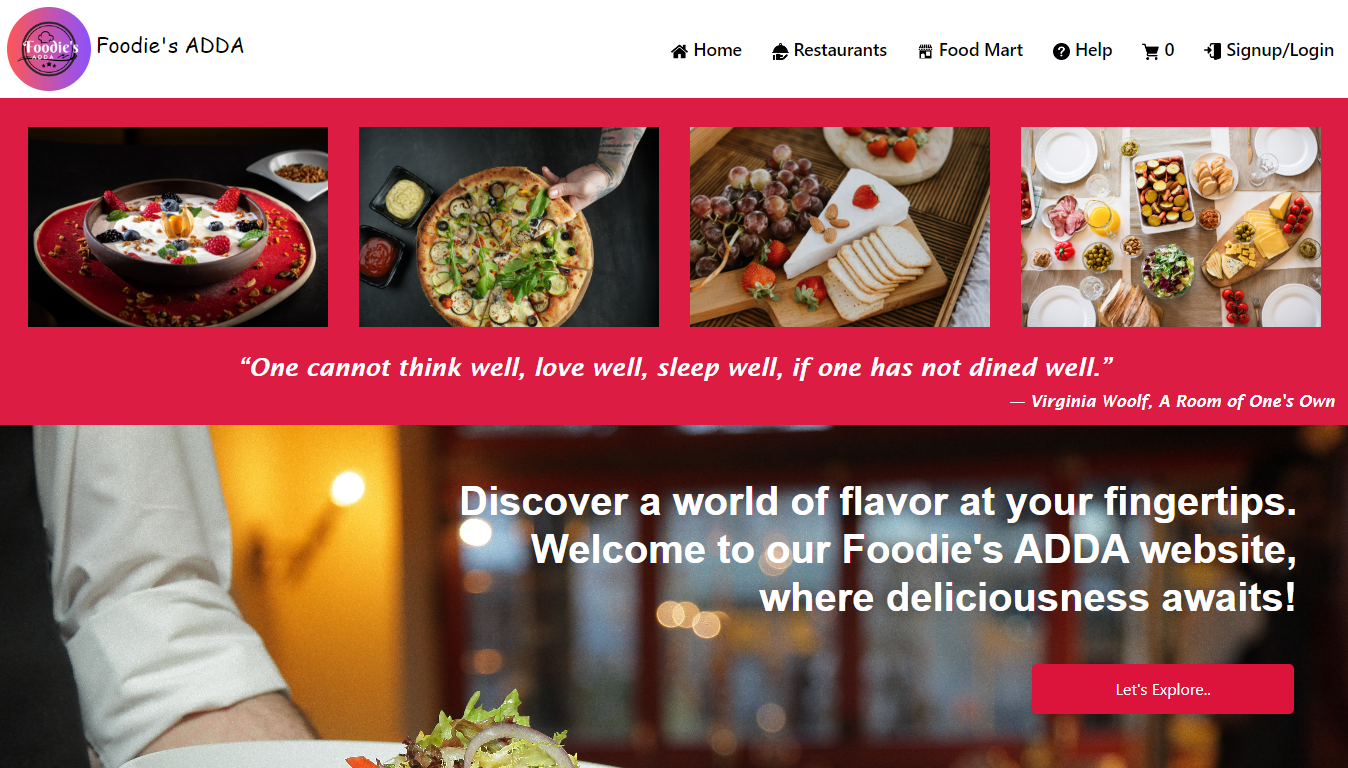 Foodie's
ADDA
Foodie's ADDA
Home Restaurants Food Mart Help 0 Signup/Login
“One cannot think well, love well, sleep well, if one has not dined well.”
— Virginia Woolf, A Room of One's Own
Discover a world of flavor at your fingertips.
Welcome to our Foodie's ADDA website,
where deliciousness awaits!
Let's Explore..